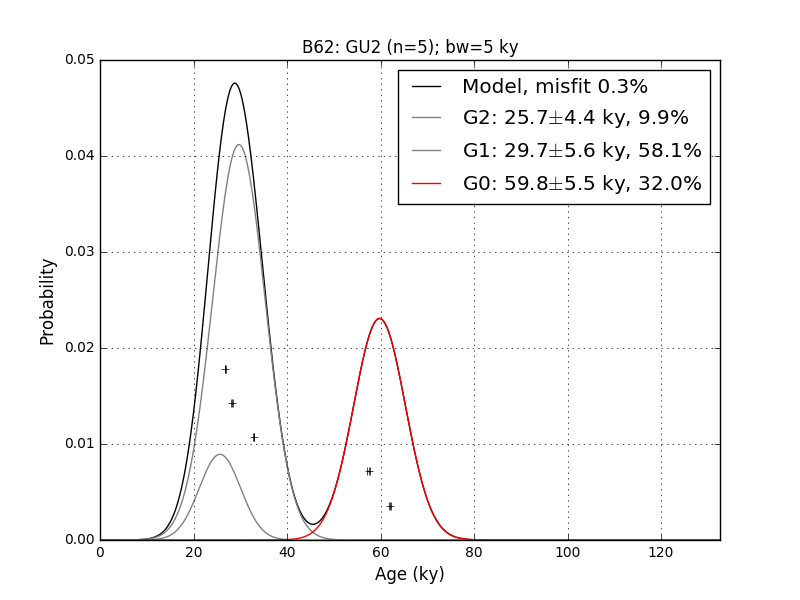 B62: GU2 (n=5); bw=5 ky
0.05
0.04
0.03
0.02
0.01
0.00
Probability
Model, misfit 0.3%
G2: 25.7±4.4 ky, 9.9%
G1: 29.7±5.6 ky, 58.1%
G0: 59.8±5.5 ky, 32.0%
0 20 40 60 80 100 120
Age (ky)